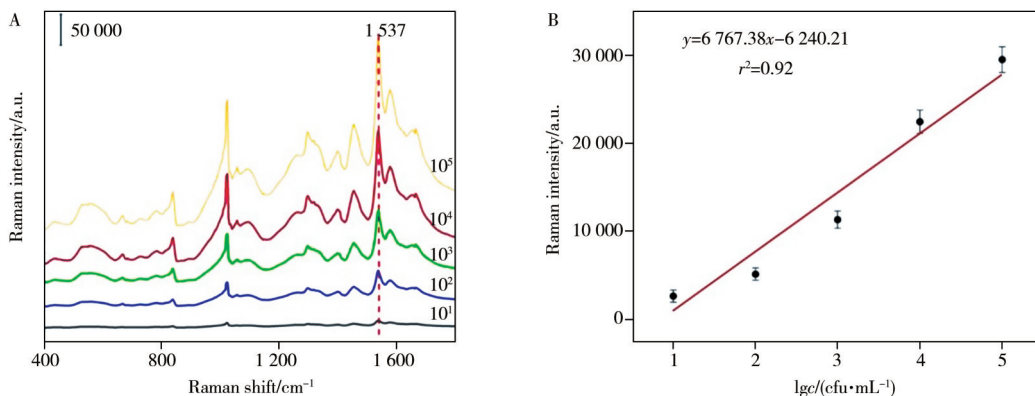 A
50 000
1 537
10⁵
10⁴
10³
10²
10¹
Raman intensity/a.u.
400
800
1 200
1 600
Raman shift/cm⁻¹
B
y=6 767.38x−6 240.21
r²=0.92
30 000
20 000
10 000
0
Raman intensity/a.u.
1
2
3
4
5
lgc/(cfu•mL⁻¹)